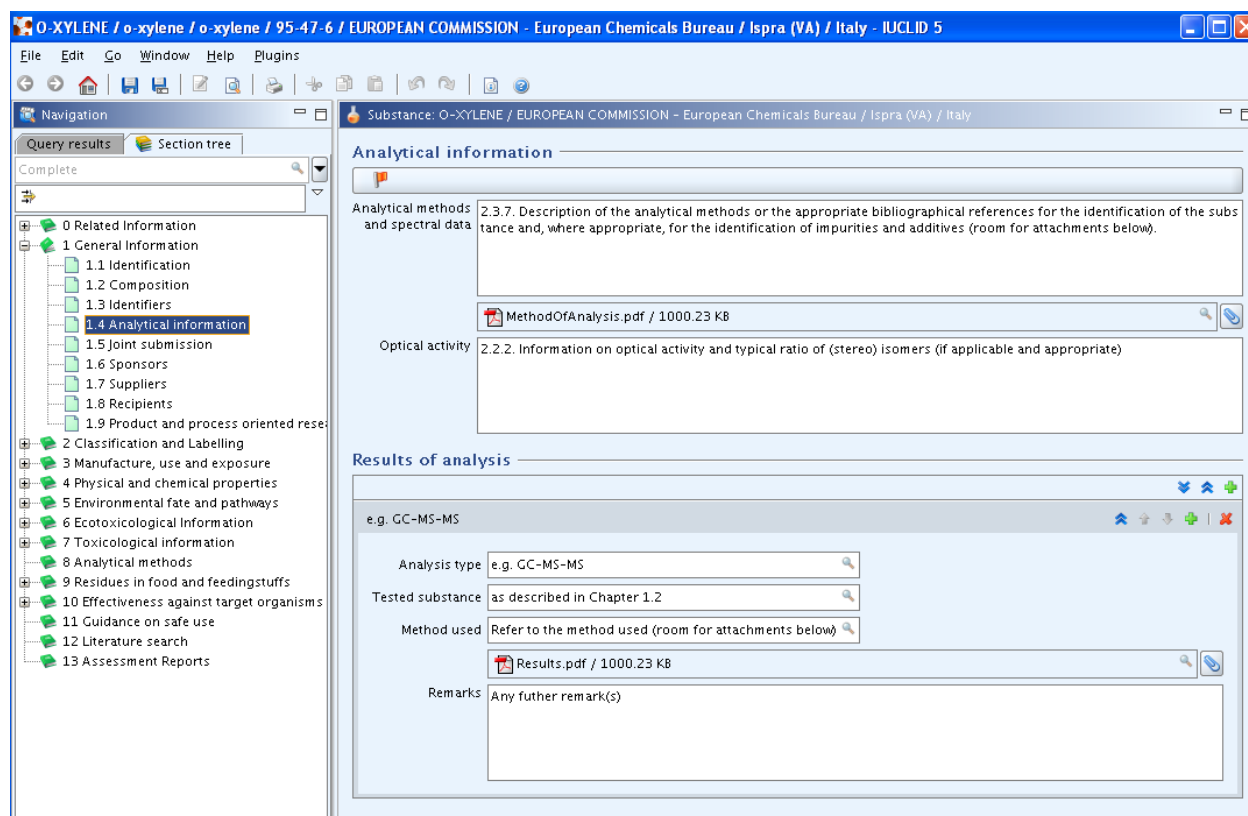 O-XYLENE / o-xylene / o-xylene / 95-47-6 / EUROPEAN COMMISSION - European Chemicals Bureau / Ispra (VA) / Italy - IUCLID 5
File Edit Go Window Help Plugins
Navigation
Query results Section tree
Complete
0 Related Information
1 General Information
1.1 Identification
1.2 Composition
1.3 Identifiers
1.4 Analytical information
1.5 Joint submission
1.6 Sponsors
1.7 Suppliers
1.8 Recipients
1.9 Product and process oriented resea
2 Classification and Labelling
3 Manufacture, use and exposure
4 Physical and chemical properties
5 Environmental fate and pathways
6 Ecotoxicological Information
7 Toxicological information
8 Analytical methods
9 Residues in food and feedingstuffs
10 Effectiveness against target organisms
11 Guidance on safe use
12 Literature search
13 Assessment Reports
Substance: O-XYLENE / EUROPEAN COMMISSION - European Chemicals Bureau / Ispra (VA) / Italy
Analytical information
Analytical methods
and spectral data
2.3.7. Description of the analytical methods or the appropriate bibliographical references for the identification of the subs
tance and, where appropriate, for the identification of impurities and additives (room for attachments below).
MethodOfAnalysis.pdf / 1000.23 KB
Optical activity
2.2.2. Information on optical activity and typical ratio of (stereo) isomers (if applicable and appropriate)
Results of analysis
e.g. GC-MS-MS
Analysis type e.g. GC-MS-MS
Tested substance as described in Chapter 1.2
Method used Refer to the method used (room for attachments below)
Results.pdf / 1000.23 KB
Remarks Any futher remark(s)